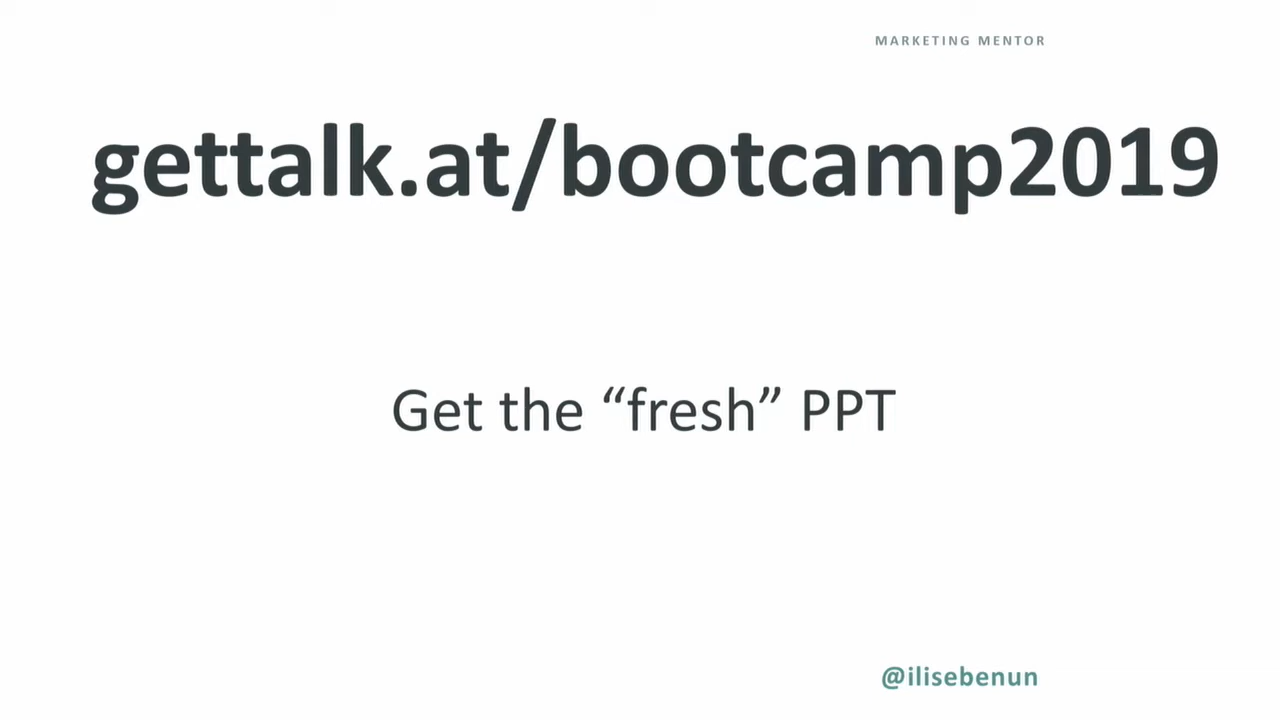 MARKETING MENTOR
gettalk.at/bootcamp2019
Get the “fresh” PPT
@ilisebenun